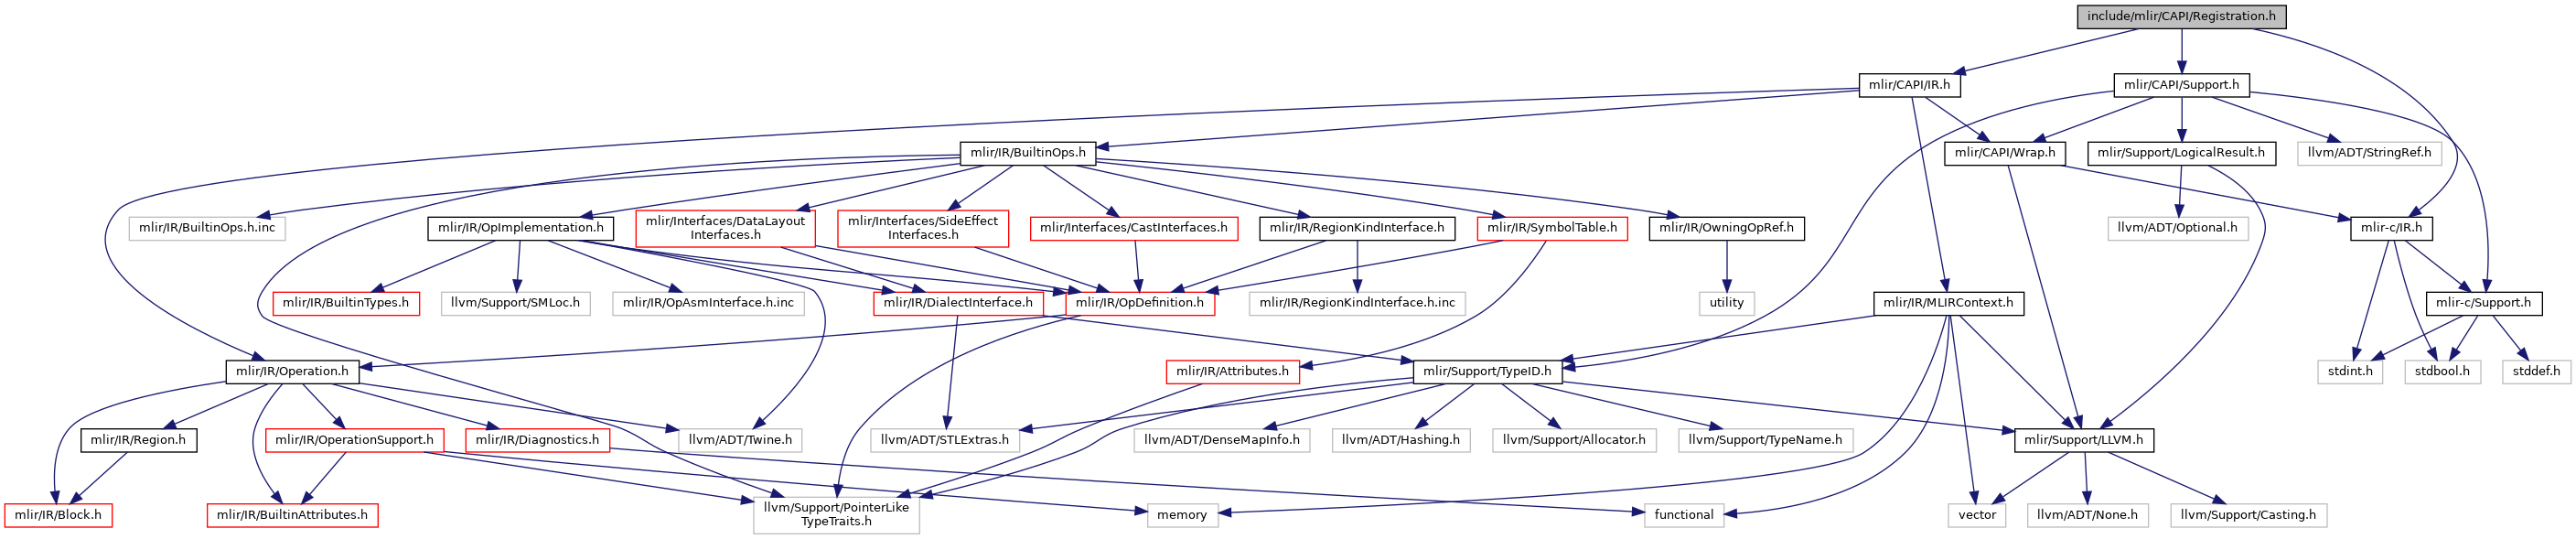 include/mlir/CAPI/Registration.h
mlir/CAPI/IR.h
mlir/CAPI/Support.h
mlir/IR/BuiltinOps.h
mlir/CAPI/Wrap.h
mlir/Support/LogicalResult.h
llvm/ADT/StringRef.h
mlir/IR/BuiltinOps.h.inc
mlir/IR/OpImplementation.h
mlir/Interfaces/DataLayout
Interfaces.h
mlir/Interfaces/SideEffect
Interfaces.h
mlir/Interfaces/CastInterfaces.h
mlir/IR/RegionKindInterface.h
mlir/IR/SymbolTable.h
mlir/IR/OwningOpRef.h
llvm/ADT/Optional.h
mlir-c/IR.h
mlir/IR/BuiltinTypes.h
llvm/Support/SMLoc.h
mlir/IR/OpAsmInterface.h.inc
mlir/IR/DialectInterface.h
mlir/IR/OpDefinition.h
mlir/IR/RegionKindInterface.h.inc
utility
mlir/IR/MLIRContext.h
mlir-c/Support.h
mlir/IR/Operation.h
mlir/IR/Attributes.h
mlir/Support/TypeID.h
stdint.h
stdbool.h
stddef.h
mlir/IR/Region.h
mlir/IR/OperationSupport.h
mlir/IR/Diagnostics.h
llvm/ADT/Twine.h
llvm/ADT/STLExtras.h
llvm/ADT/DenseMapInfo.h
llvm/ADT/Hashing.h
llvm/Support/Allocator.h
llvm/Support/TypeName.h
mlir/Support/LLVM.h
mlir/IR/Block.h
mlir/IR/BuiltinAttributes.h
llvm/Support/PointerLike
TypeTraits.h
memory
functional
vector
llvm/ADT/None.h
llvm/Support/Casting.h